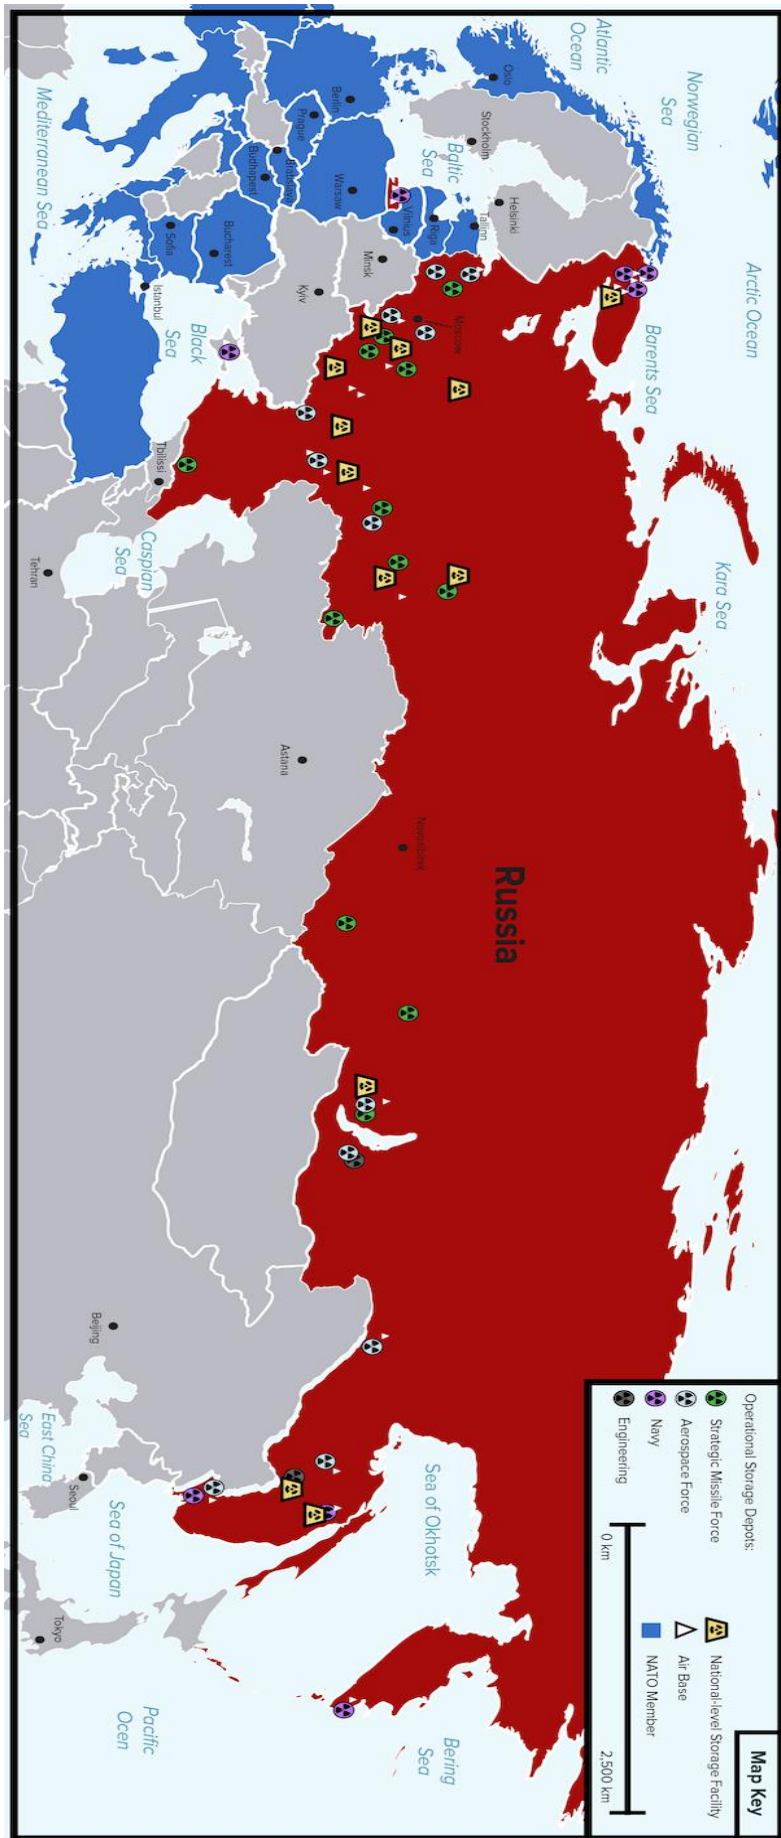 Map Key
Operational Storage Depots:
Strategic Missile Force
Aerospace Force
Navy
Engineering
National-level Storage Facility
Air Base
NATO Member
0 km
2,500 km
Atlantic
Ocean
Norwegian
Sea
Arctic Ocean
Barents Sea
Kara Sea
Oslo
Stockholm
Helsinki
Baltic
Sea
Tallinn
Riga
Vilnius
Berlin
Prague
Warsaw
Minsk
Moscow
Bratislava
Budhapest
Kyiv
Bucharest
Sofia
Istanbul
Black
Sea
Mediterranean Sea
Tbilissi
Caspian
Sea
Tehran
Astana
Novosibirsk
Russia
Beijing
Seoul
East China
Sea
Sea of Japan
Tokyo
Sea of Okhotsk
Bering
Sea
Pacific
Ocen